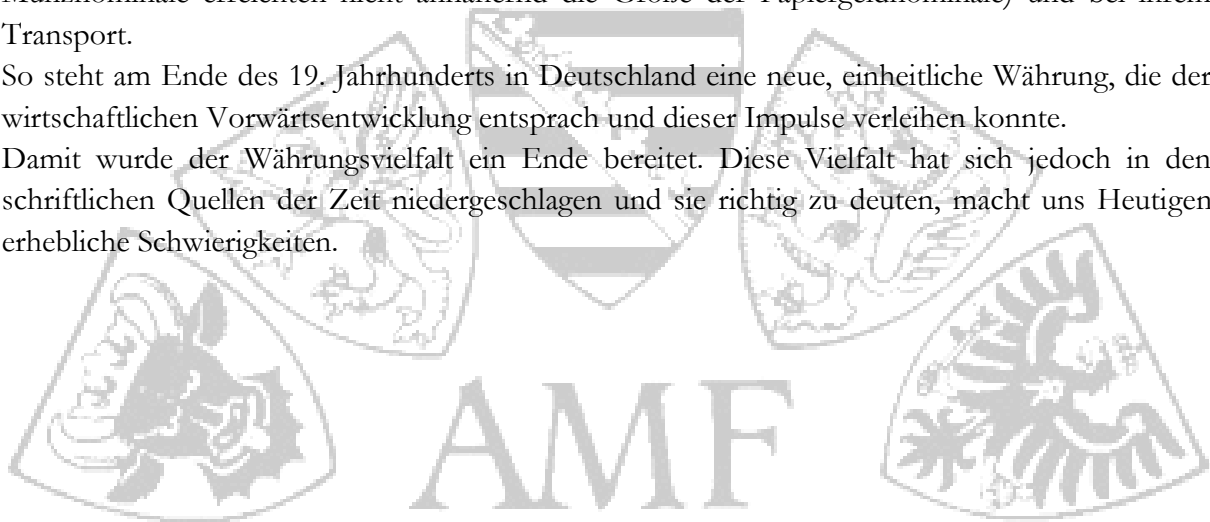 Münznominale erreichten nicht annähernd die Größe der Papiergeldnominale) und bei ihrem
Transport.
So steht am Ende des 19. Jahrhunderts in Deutschland eine neue, einheitliche Währung, die der
wirtschaftlichen Vorwärtsentwicklung entsprach und dieser Impulse verleihen konnte.
Damit wurde der Währungsvielfalt ein Ende bereitet. Diese Vielfalt hat sich jedoch in den
schriftlichen Quellen der Zeit niedergeschlagen und sie richtig zu deuten, macht uns Heutigen
erhebliche Schwierigkeiten.
AMF